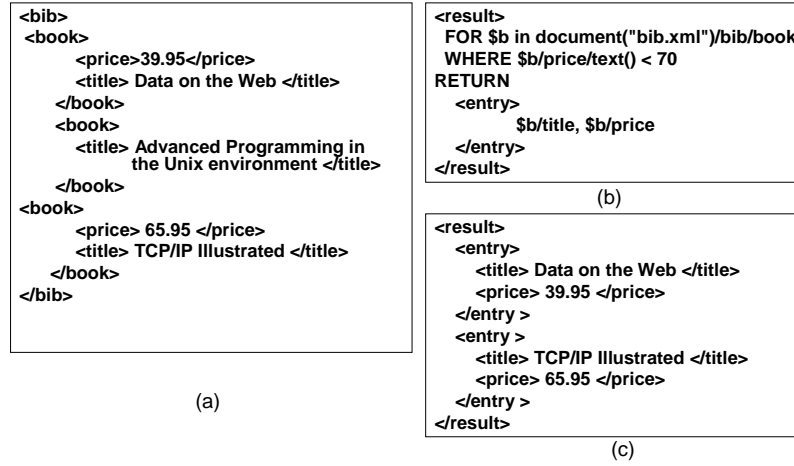 <bib>
<book>
<price>39.95</price>
<title> Data on the Web </title>
</book>
<book>
<title> Advanced Programming in
the Unix environment </title>
</book>
<book>
<price> 65.95 </price>
<title> TCP/IP Illustrated </title>
</book>
</bib>
(a)
<result>
FOR $b in document("bib.xml")/bib/book
WHERE $b/price/text() < 70
RETURN
<entry>
$b/title, $b/price
</entry>
</result>
(b)
<result>
<entry>
<title> Data on the Web </title>
<price> 39.95 </price>
</entry >
<entry >
<title> TCP/IP Illustrated </title>
<price> 65.95 </price>
</entry >
</result>
(c)